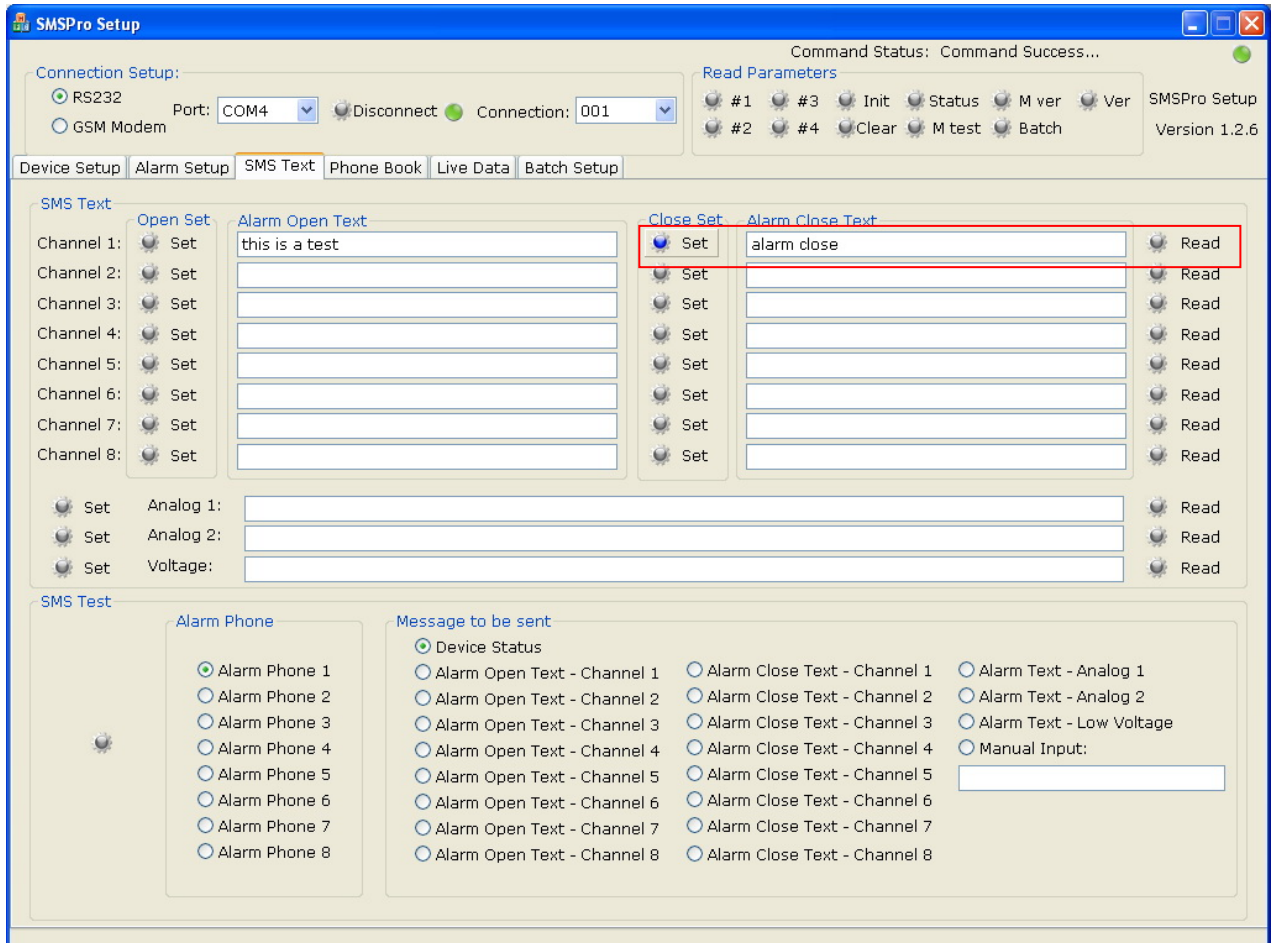 SMSPro Setup
Command Status: Command Success...
Connection Setup:
RS232
GSM Modem
Port: COM4
Disconnect
Connection: 001
Read Parameters
#1 #3 Init Status M ver Ver
#2 #4 Clear M test Batch
SMSPro Setup
Version 1.2.6
Device Setup Alarm Setup SMS Text Phone Book Live Data Batch Setup
SMS Text
Open Set Alarm Open Text Close Set Alarm Close Text
Channel 1: Set this is a test Set alarm close Read
Channel 2: Set Set Read
Channel 3: Set Set Read
Channel 4: Set Set Read
Channel 5: Set Set Read
Channel 6: Set Set Read
Channel 7: Set Set Read
Channel 8: Set Set Read
Set Analog 1: Read
Set Analog 2: Read
Set Voltage: Read
SMS Test
Alarm Phone
Alarm Phone 1
Alarm Phone 2
Alarm Phone 3
Alarm Phone 4
Alarm Phone 5
Alarm Phone 6
Alarm Phone 7
Alarm Phone 8
Message to be sent
Device Status
Alarm Open Text - Channel 1 Alarm Close Text - Channel 1 Alarm Text - Analog 1
Alarm Open Text - Channel 2 Alarm Close Text - Channel 2 Alarm Text - Analog 2
Alarm Open Text - Channel 3 Alarm Close Text - Channel 3 Alarm Text - Low Voltage
Alarm Open Text - Channel 4 Alarm Close Text - Channel 4 Manual Input:
Alarm Open Text - Channel 5 Alarm Close Text - Channel 5
Alarm Open Text - Channel 6 Alarm Close Text - Channel 6
Alarm Open Text - Channel 7 Alarm Close Text - Channel 7
Alarm Open Text - Channel 8 Alarm Close Text - Channel 8